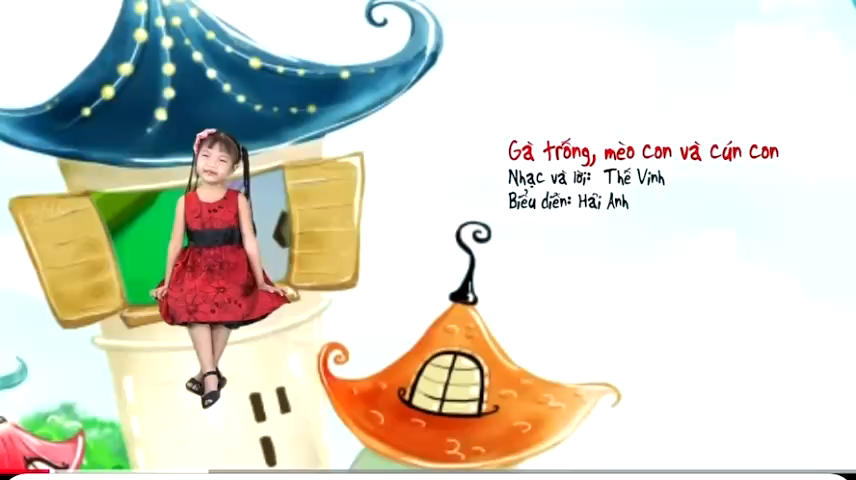 Gà trống, mèo con và cún con
Nhạc và lời: Thế Vinh
Biểu diễn: Hải Anh